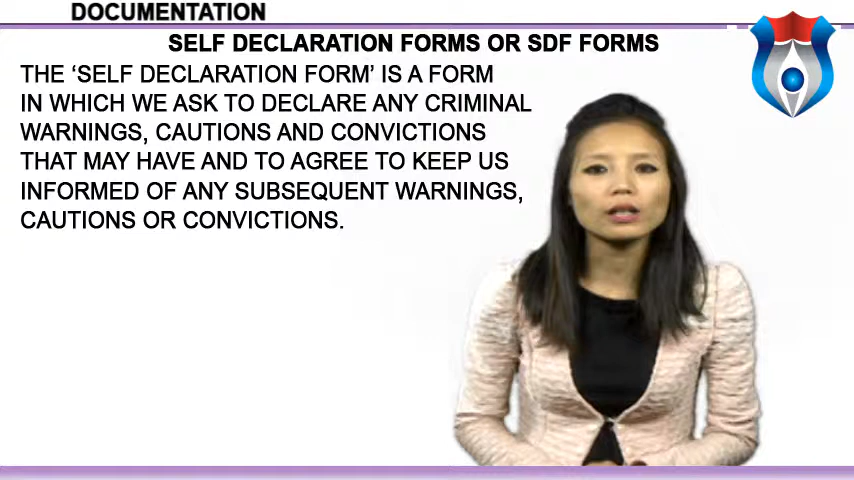 DOCUMENTATION
SELF DECLARATION FORMS OR SDF FORMS
THE ‘SELF DECLARATION FORM’ IS A FORM
IN WHICH WE ASK TO DECLARE ANY CRIMINAL
WARNINGS, CAUTIONS AND CONVICTIONS
THAT MAY HAVE AND TO AGREE TO KEEP US
INFORMED OF ANY SUBSEQUENT WARNINGS,
CAUTIONS OR CONVICTIONS.